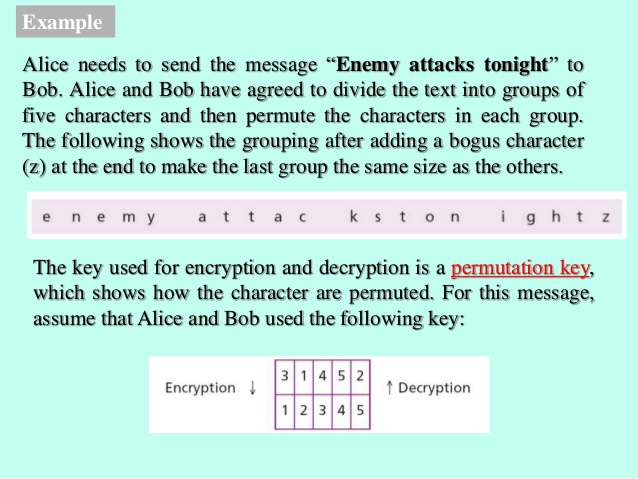 Example
Alice needs to send the message “Enemy attacks tonight” to
Bob. Alice and Bob have agreed to divide the text into groups of
five characters and then permute the characters in each group.
The following shows the grouping after adding a bogus character
(z) at the end to make the last group the same size as the others.
e n e m y a t t a c k s t o n i g h t z
The key used for encryption and decryption is a permutation key,
which shows how the character are permuted. For this message,
assume that Alice and Bob used the following key:
3 1 4 5 2
Encryption ↓ ↑ Decryption
1 2 3 4 5